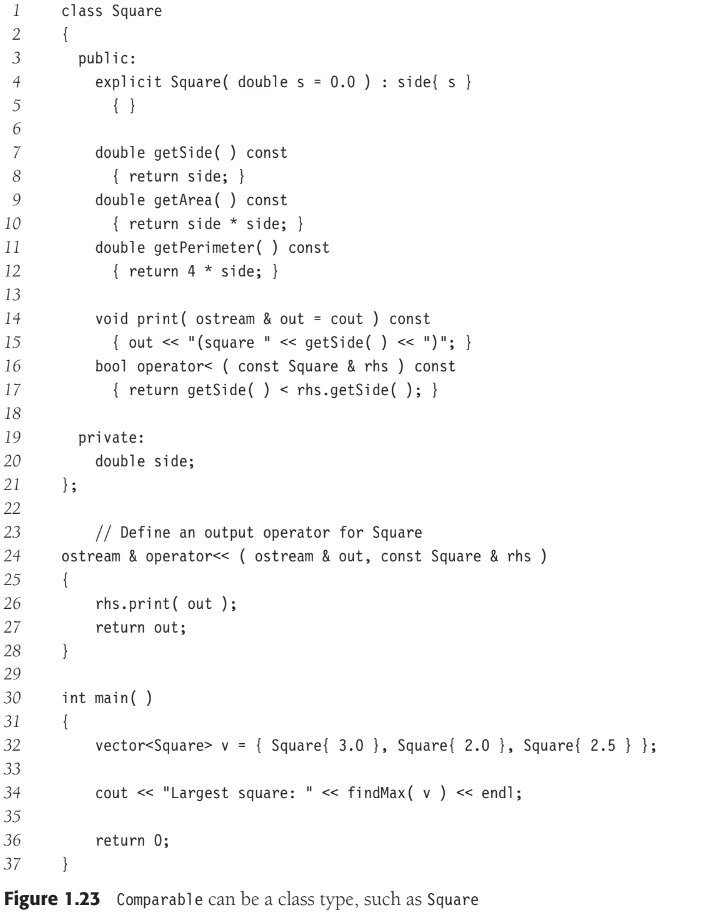 1 class Square
2 {
3 public:
4 explicit Square( double s = 0.0 ) : side{ s }
5 { }
6
7 double getSide( ) const
8 { return side; }
9 double getArea( ) const
10 { return side * side; }
11 double getPerimeter( ) const
12 { return 4 * side; }
13
14 void print( ostream & out = cout ) const
15 { out << "(square " << getSide( ) << ")"; }
16 bool operator< ( const Square & rhs ) const
17 { return getSide( ) < rhs.getSide( ); }
18
19 private:
20 double side;
21 };
22
23 // Define an output operator for Square
24 ostream & operator<< ( ostream & out, const Square & rhs )
25 {
26 rhs.print( out );
27 return out;
28 }
29
30 int main( )
31 {
32 vector<Square> v = { Square{ 3.0 }, Square{ 2.0 }, Square{ 2.5 } };
33
34 cout << "Largest square: " << findMax( v ) << endl;
35
36 return 0;
37 }
Figure 1.23 Comparable can be a class type, such as Square